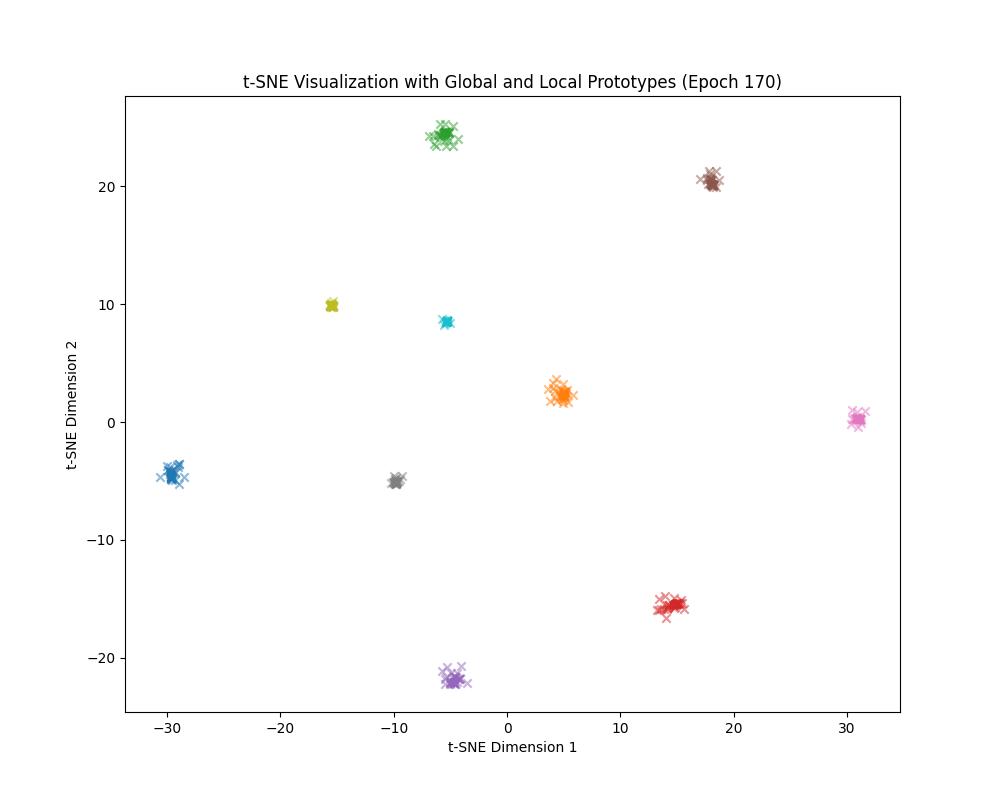 t-SNE Visualization with Global and Local Prototypes (Epoch 170)
20
10
0
−10
−20
t-SNE Dimension 2
−30 −20 −10 0 10 20 30
t-SNE Dimension 1